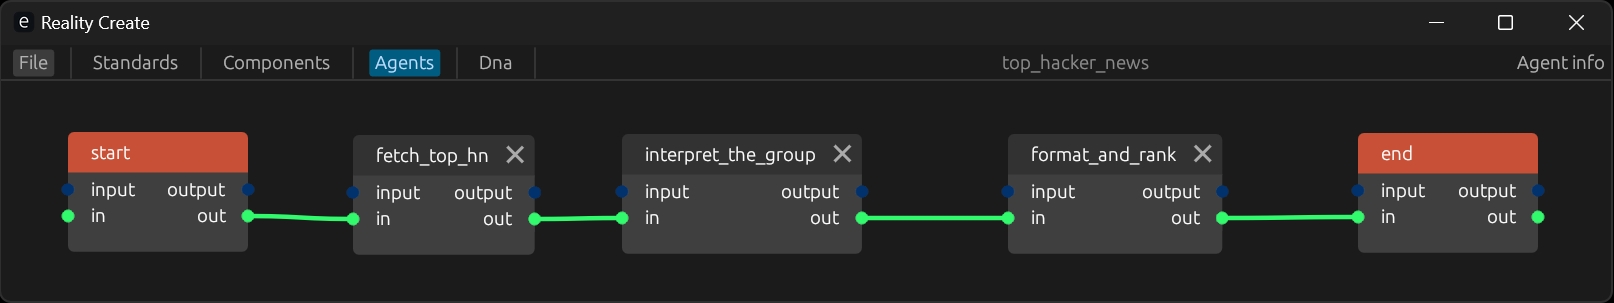 e Reality Create
File Standards Components Agents Dna top_hacker_news Agent info
start
input output
in out
fetch_top_hn
input output
in out
interpret_the_group
input output
in out
format_and_rank
input output
in out
end
input output
in out